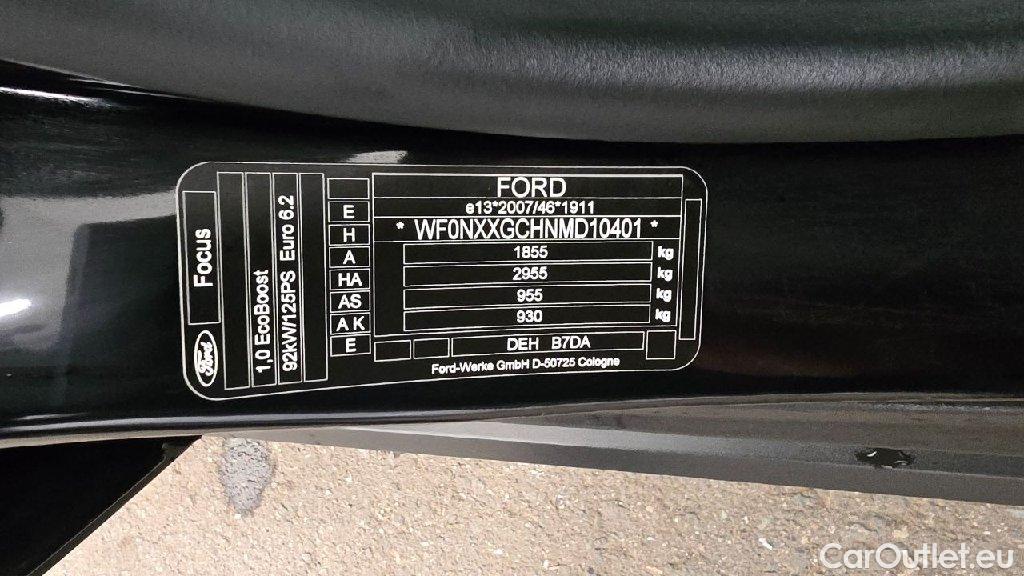 FORD
e13*2007/46*1911
* WF0NXXGCHNMD10401 *
1855 kg
2955 kg
955 kg
930 kg
DEH B7DA
Ford-Werke GmbH D-50725 Cologne
E
H
A
HA
AS
A K
E
Ford
Focus
1,0 EcoBoost
92kW/125PS Euro 6.2
CarOutlet.eu